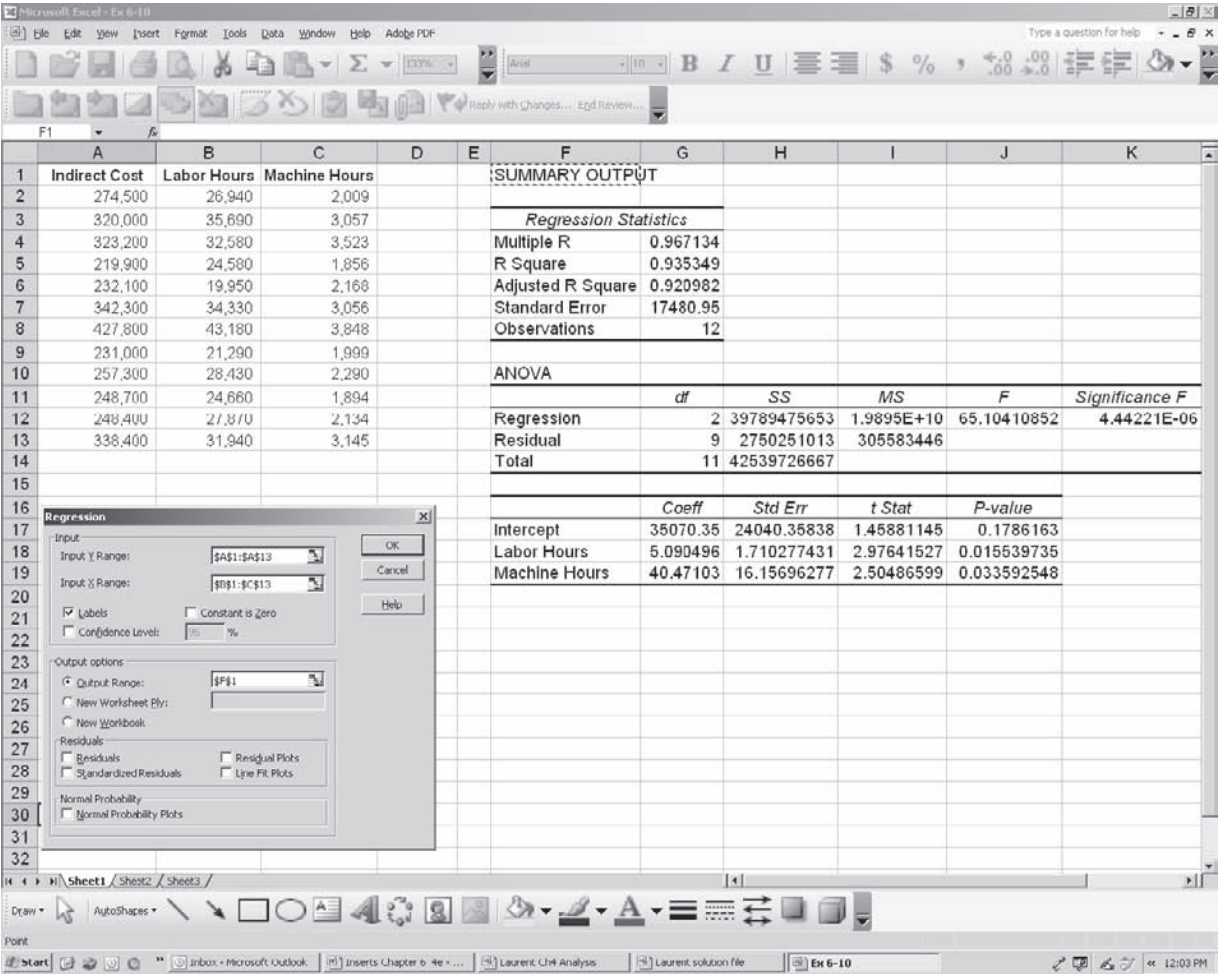 Microsoft Excel - Ex 6-10
File Edit View Insert Format Tools Data Window Help Adobe PDF
Type a question for help
133%
Arial
10
B I U $ % ,
Reply with Changes... End Review...
F1 fx
A B C D E F G H I J K
1 Indirect Cost Labor Hours Machine Hours SUMMARY OUTPUT
2 274,500 26,940 2,009
3 320,000 35,690 3,057 Regression Statistics
4 323,200 32,580 3,523 Multiple R 0.967134
5 219,900 24,580 1,856 R Square 0.935349
6 232,100 19,950 2,168 Adjusted R Square 0.920982
7 342,300 34,330 3,056 Standard Error 17480.95
8 427,800 43,180 3,848 Observations 12
9 231,000 21,290 1,999
10 257,300 28,430 2,290 ANOVA
11 248,700 24,660 1,894 df SS MS F Significance F
12 248,400 27,870 2,134 Regression 2 39789475653 1.9895E+10 65.10410852 4.44221E-06
13 338,400 31,940 3,145 Residual 9 2750251013 305583446
14 Total 11 42539726667
15
16 Coeff Std Err t Stat P-value
17 Intercept 35070.35 24040.35838 1.45881145 0.1786163
18 Labor Hours 5.090496 1.710277431 2.97641527 0.015539735
19 Machine Hours 40.47103 16.15696277 2.50486599 0.033592548
20
21
22
23
24
25
26
27
28
29
30
31
32
Regression
Input
Input Y Range: $A$1:$A$13
Input X Range: $B$1:$C$13
Labels
Constant is Zero
Confidence Level: 95 %
OK
Cancel
Help
Output options
Output Range: $F$1
New Worksheet Ply:
New Workbook
Residuals
Residuals
Residual Plots
Standardized Residuals
Line Fit Plots
Normal Probability
Normal Probability Plots
Sheet1 / Sheet2 / Sheet3 /
Draw AutoShapes
Point
Start Inbox - Microsoft Outlook Inserts Chapter 6 4e - ... Laurent Ch4 Analysis Laurent solution file Ex 6-10 12:03 PM